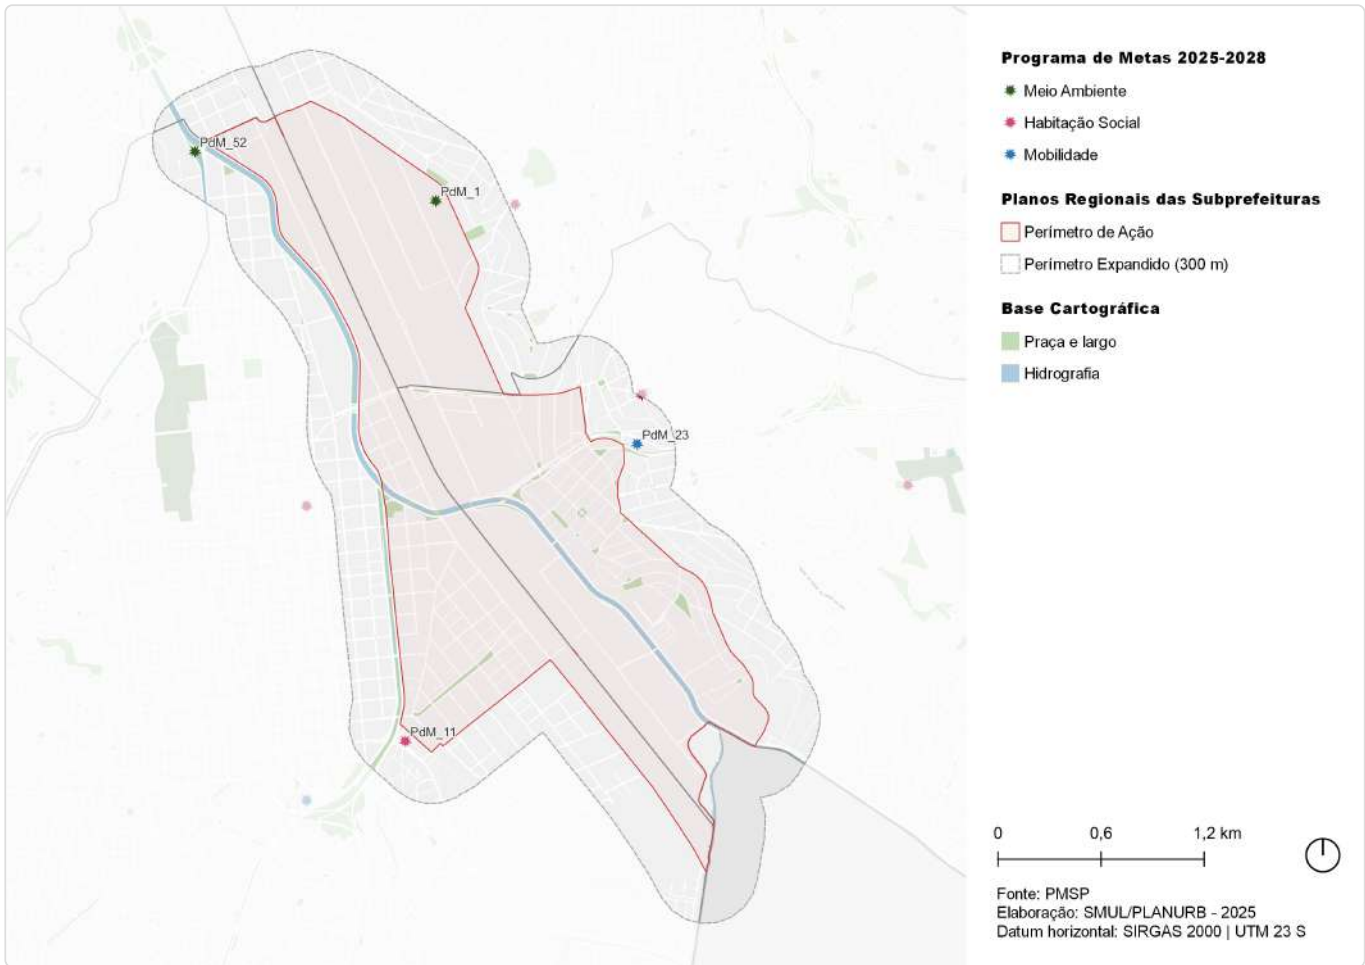 PdM_52
PdM_1
PdM_23
PdM_11
Programa de Metas 2025-2028
Meio Ambiente
Habitação Social
Mobilidade
Planos Regionais das Subprefeituras
Perímetro de Ação
Perímetro Expandido (300 m)
Base Cartográfica
Praça e largo
Hidrografia
0 0,6 1,2 km
Fonte: PMSP
Elaboração: SMUL/PLANURB - 2025
Datum horizontal: SIRGAS 2000 | UTM 23 S